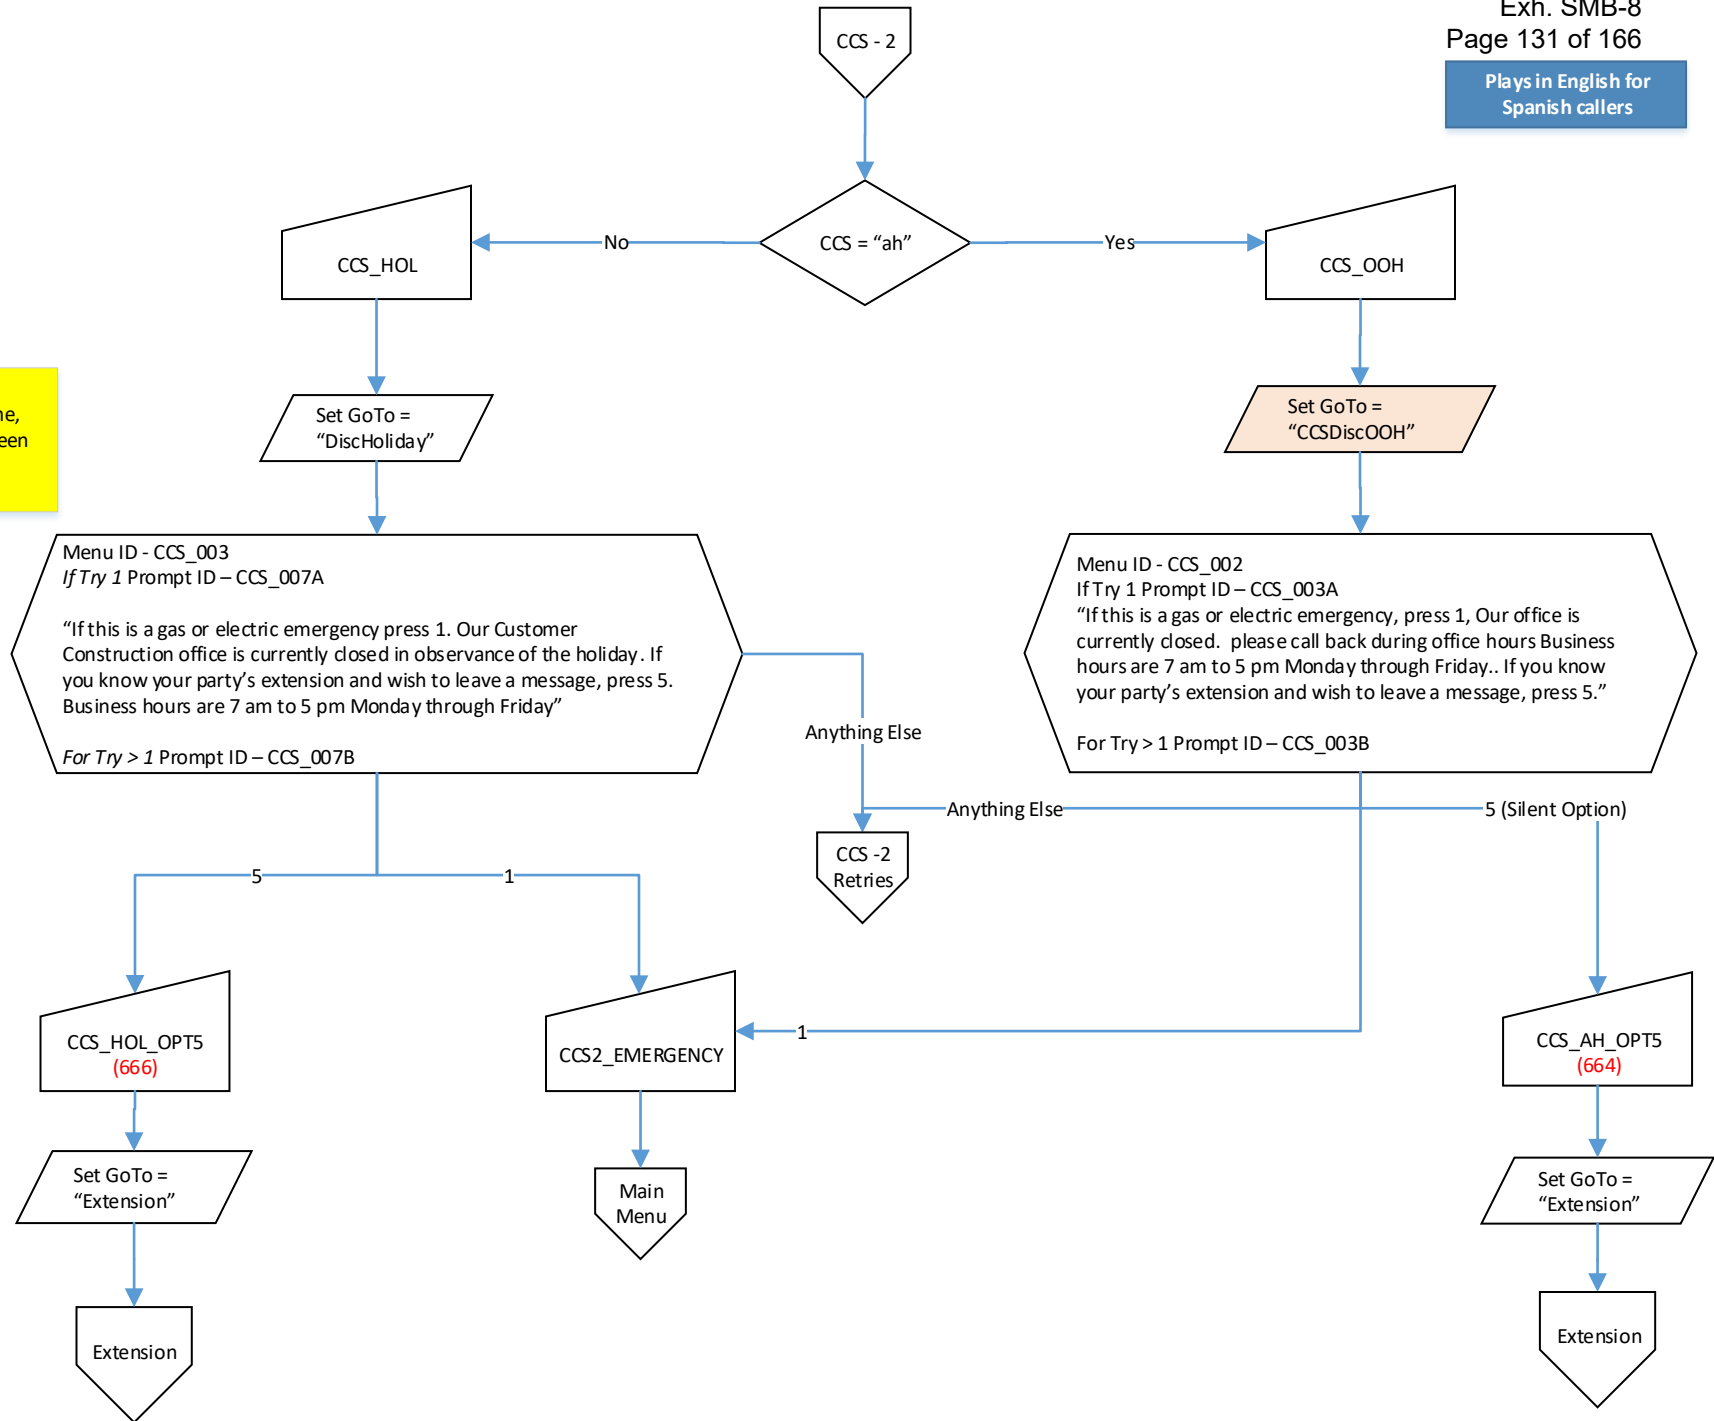 Exh. SMB-8
Page 131 of 166
Plays in English for
Spanish callers
CCS - 2
CCS = “ah”
No
Yes
CCS_HOL
CCS_OOH
Set GoTo =
“DiscHoliday”
Set GoTo =
“CCSDiscOOH”
Menu ID - CCS_003
If Try 1 Prompt ID – CCS_007A
“If this is a gas or electric emergency press 1. Our Customer
Construction office is currently closed in observance of the holiday. If
you know your party’s extension and wish to leave a message, press 5.
Business hours are 7 am to 5 pm Monday through Friday”
For Try > 1 Prompt ID – CCS_007B
Menu ID - CCS_002
If Try 1 Prompt ID – CCS_003A
“If this is a gas or electric emergency, press 1, Our office is
currently closed.  please call back during office hours Business
hours are 7 am to 5 pm Monday through Friday.. If you know
your party’s extension and wish to leave a message, press 5.”
For Try > 1 Prompt ID – CCS_003B
Anything Else
Anything Else
5 (Silent Option)
CCS -2
Retries
5
1
1
CCS_HOL_OPT5
(666)
CCS2_EMERGENCY
CCS_AH_OPT5
(664)
Set GoTo =
“Extension”
Main
Menu
Set GoTo =
“Extension”
Extension
Extension